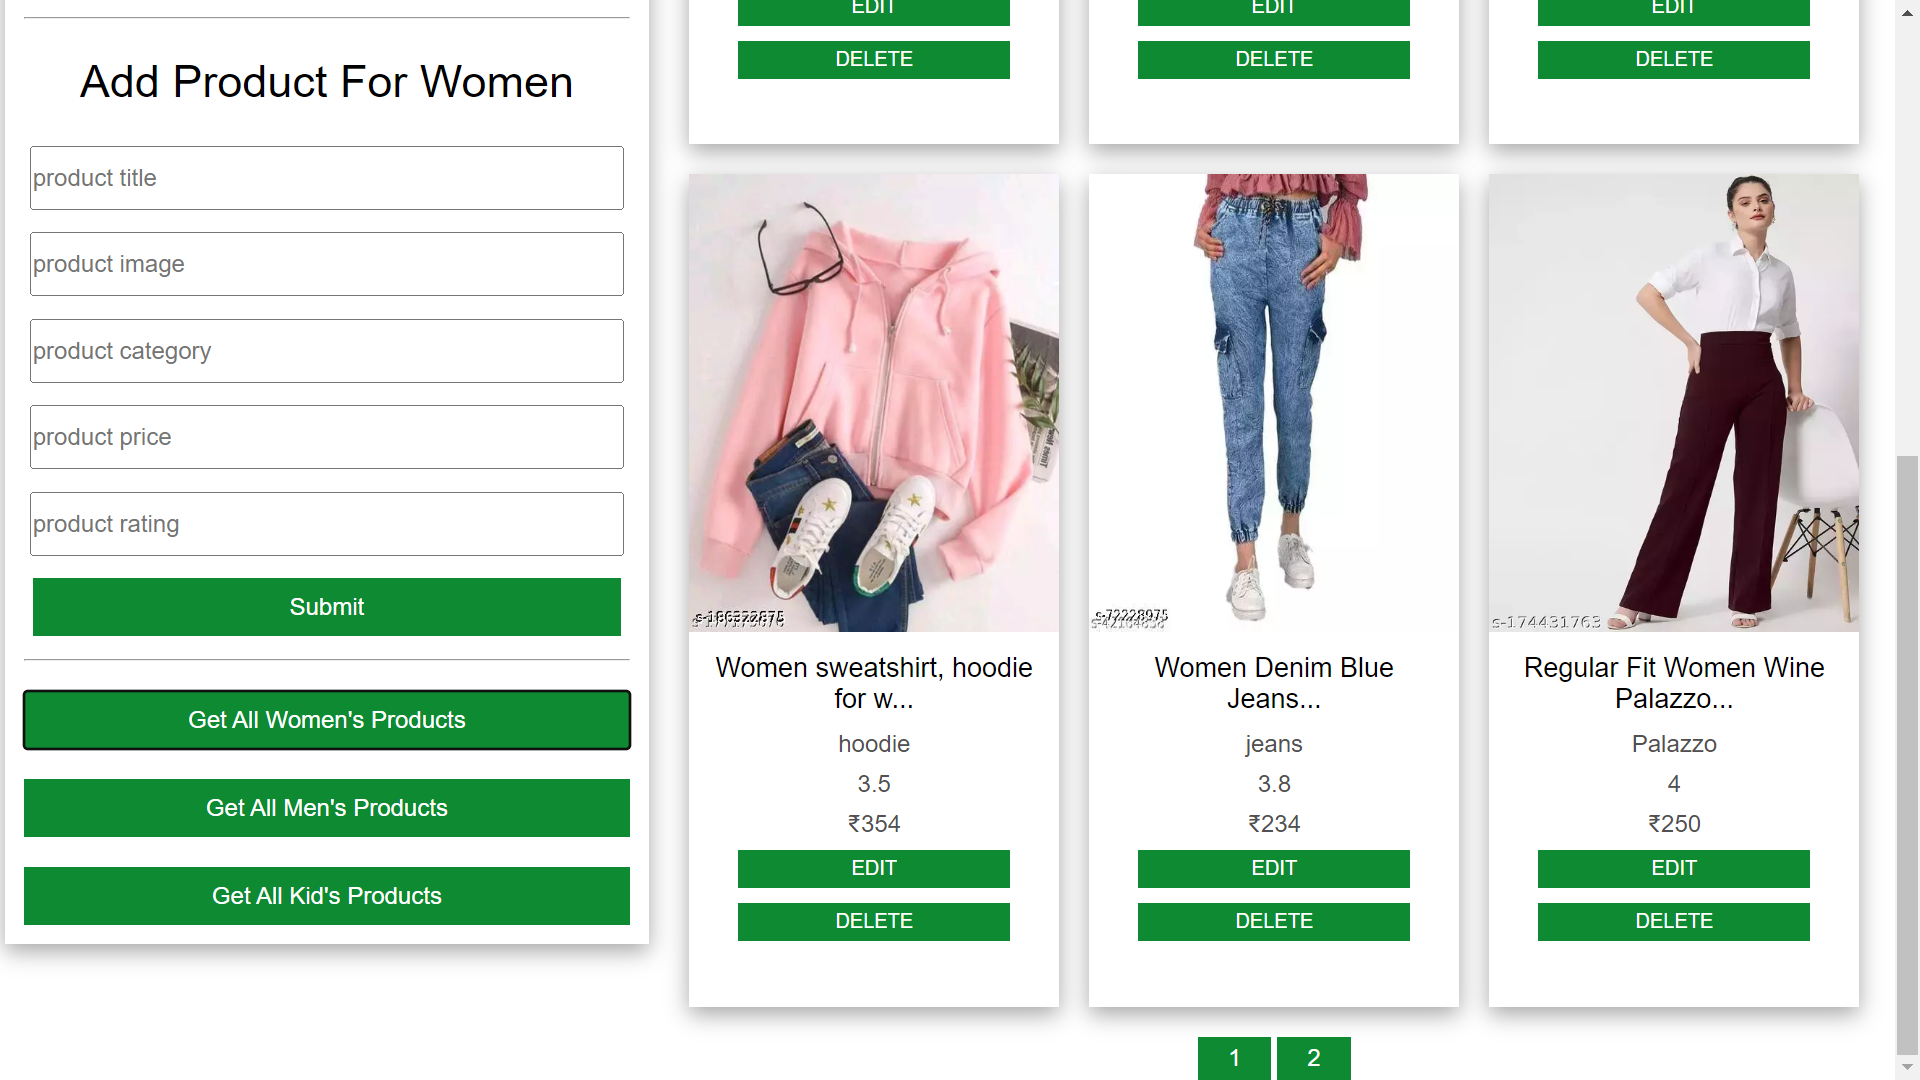 Add Product For Women
product title
product image
product category
product price
product rating
Submit
Get All Women's Products
Get All Men's Products
Get All Kid's Products
EDIT
DELETE
EDIT
DELETE
EDIT
DELETE
Women sweatshirt, hoodie
for w...
hoodie
3.5
₹354
EDIT
DELETE
s-72228975
Women Denim Blue
Jeans...
jeans
3.8
₹234
EDIT
DELETE
s-174431763
Regular Fit Women Wine
Palazzo...
Palazzo
4
₹250
EDIT
DELETE
1
2